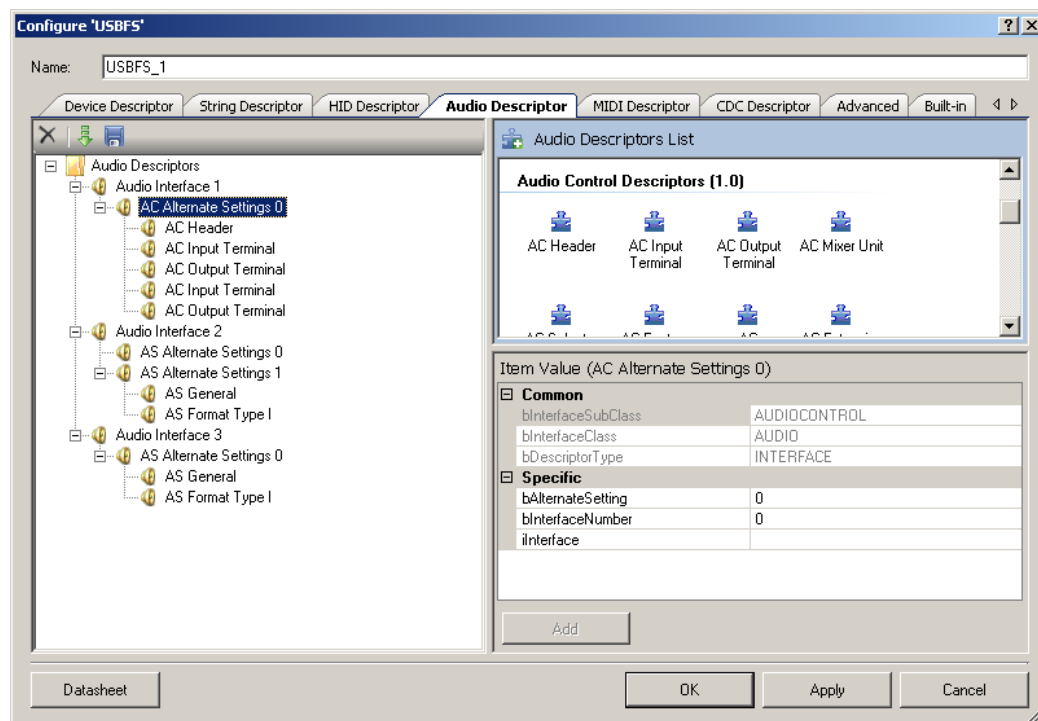 Configure 'USBFS'
Name: USBFS_1
Device Descriptor String Descriptor HID Descriptor Audio Descriptor MIDI Descriptor CDC Descriptor Advanced Built-in
Audio Descriptors
Audio Interface 1
AC Alternate Settings 0
AC Header
AC Input Terminal
AC Output Terminal
AC Input Terminal
AC Output Terminal
Audio Interface 2
AS Alternate Settings 0
AS Alternate Settings 1
AS General
AS Format Type I
Audio Interface 3
AS Alternate Settings 0
AS General
AS Format Type I
Audio Descriptors List
Audio Control Descriptors (1.0)
AC Header AC Input AC Output AC Mixer Unit
Terminal Terminal
Item Value (AC Alternate Settings 0)
Common
bInterfaceSubClass AUDIOCONTROL
bInterfaceClass AUDIO
bDescriptorType INTERFACE
Specific
bAlternateSetting 0
bInterfaceNumber 0
iInterface
Add
Datasheet OK Apply Cancel